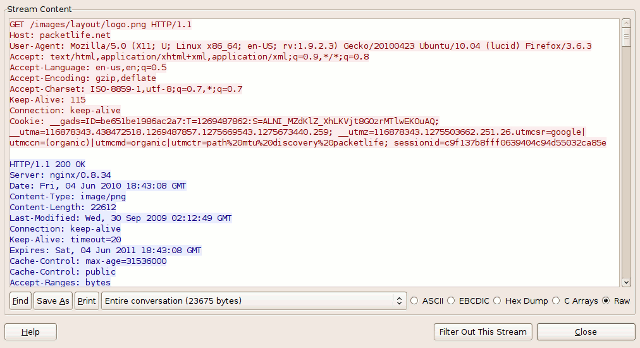 Stream Content
GET /images/layout/logo.png HTTP/1.1
Host: packetlife.net
User-Agent: Mozilla/5.0 (X11; U; Linux x86_64; en-US; rv:1.9.2.3) Gecko/20100423 Ubuntu/10.04 (lucid) Firefox/3.6.3
Accept: text/html,application/xhtml+xml,application/xml;q=0.9,*/*;q=0.8
Accept-Language: en-us,en;q=0.5
Accept-Encoding: gzip,deflate
Accept-Charset: ISO-8859-1,utf-8;q=0.7,*;q=0.7
Keep-Alive: 115
Connection: keep-alive
Cookie: __gads=ID=be651be1986ac2a7:T=1269487862:S=ALNI_MZdKlZ_XhLKVjt8GOzrMTlwEKOuAQ;
__utma=116878343.438472518.1269487857.1275669543.1275673440.259; __utmz=116878343.1275503662.251.26.utmcsr=google|
utmccn=(organic)|utmcmd=organic|utmctr=path%20mtu%20discovery%20packetlife; sessionid=c9f137b8fff0639404c94d55032ca85e
HTTP/1.1 200 OK
Server: nginx/0.8.34
Date: Fri, 04 Jun 2010 18:43:08 GMT
Content-Type: image/png
Content-Length: 22612
Last-Modified: Wed, 30 Sep 2009 02:12:49 GMT
Connection: keep-alive
Keep-Alive: timeout=20
Expires: Sat, 04 Jun 2011 18:43:08 GMT
Cache-Control: max-age=31536000
Cache-Control: public
Accept-Ranges: bytes
Find Save As Print Entire conversation (23675 bytes) ASCII EBCDIC Hex Dump C Arrays Raw
Help Filter Out This Stream Close